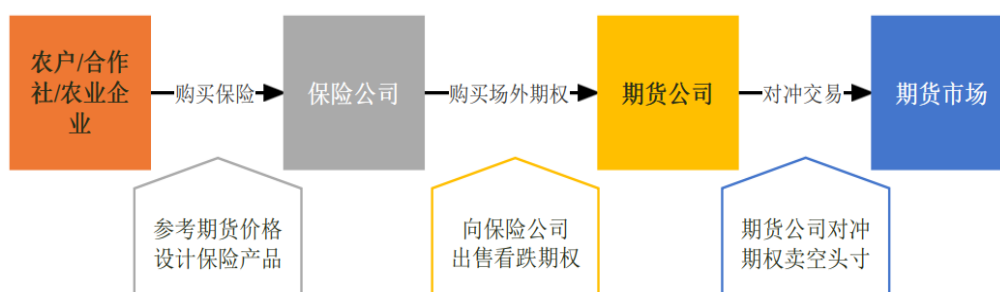 农户/合作
社/农业企
业
购买保险
保险公司
购买场外期权
期货公司
对冲交易
期货市场
参考期货价格
设计保险产品
向保险公司
出售看跌期权
期货公司对冲
期权卖空头寸